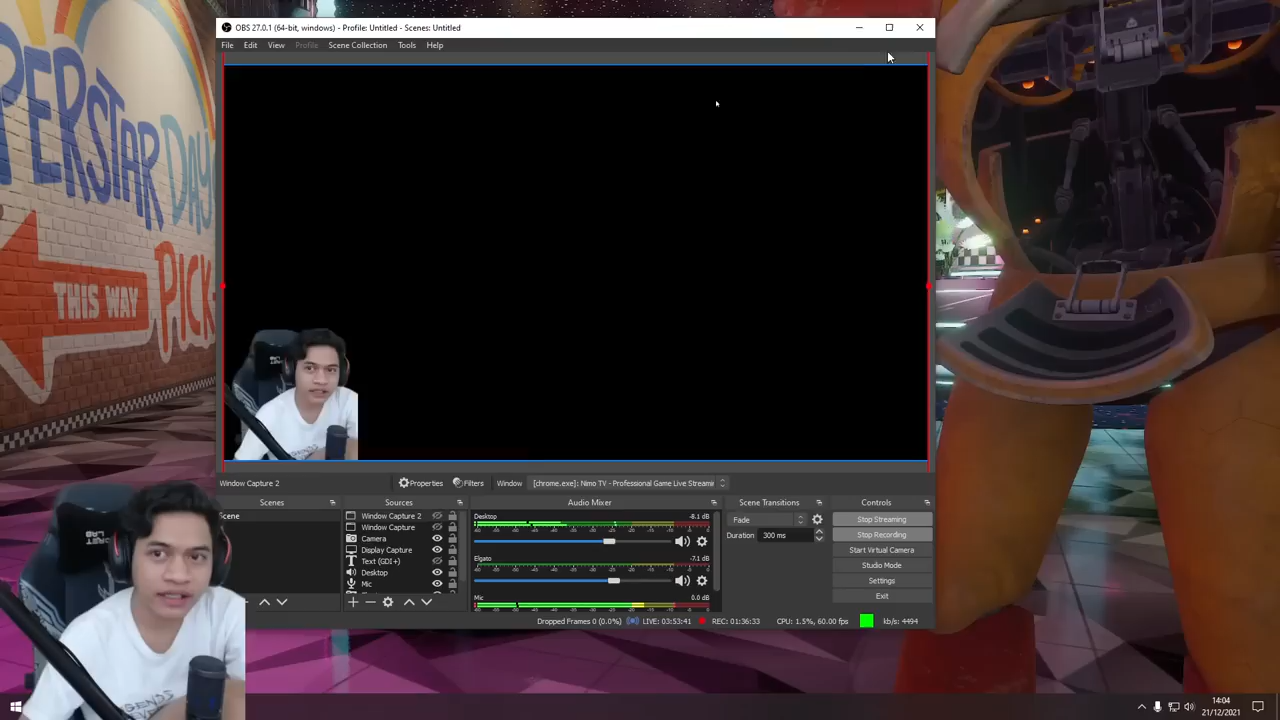 OBS 27.0.1 (64-bit, windows) - Profile: Untitled - Scenes: Untitled
File Edit View Profile Scene Collection Tools Help
PERSTAR DAY
PICK
THIS WAY
Window Capture 2 Properties Filters Window [chrome.exe]: Nimo TV - Professional Game Live Streami
Scenes Sources Audio Mixer Scene Transitions Controls
Scene
Window Capture 2
Window Capture
Camera
Display Capture
Text (GDI+)
Desktop
Mic
Desktop -8.1 dB
Elgato -7.1 dB
Mic 0.0 dB
Fade
Duration 300 ms
Stop Streaming
Stop Recording
Start Virtual Camera
Studio Mode
Settings
Exit
Dropped Frames 0 (0.0%) LIVE: 03:53:41 REC: 01:36:33 CPU: 1.5%, 60.00 fps kb/s: 4494
14:04
21/12/2021